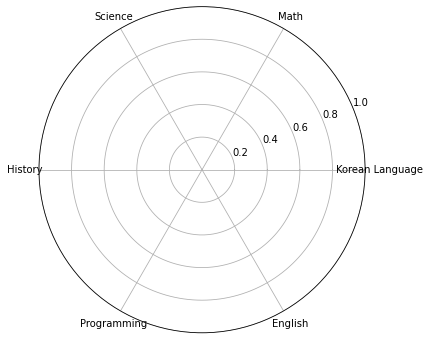 Science
Math
1.0
0.8
0.6
0.4
0.2
History
Korean Language
Programming
English